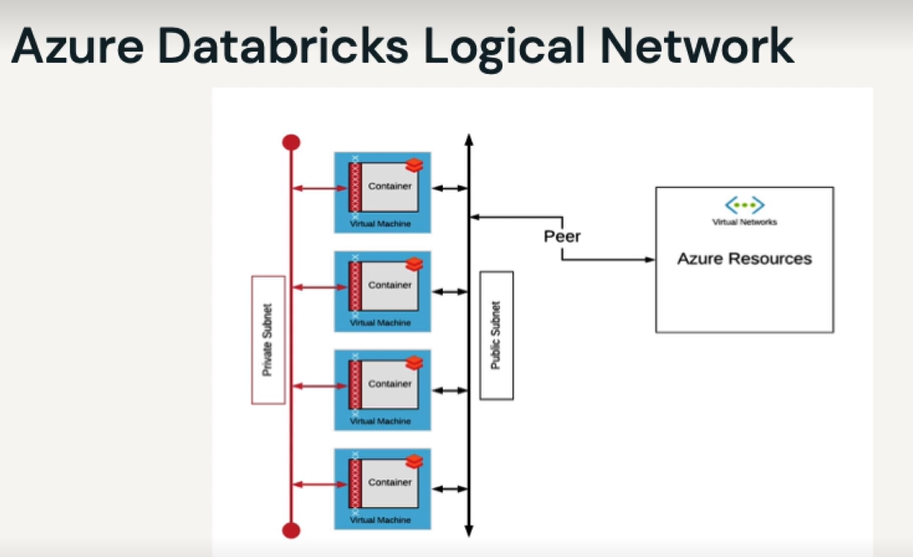 Azure Databricks Logical Network
Container
Virtual Machine
Container
Virtual Machine
Container
Virtual Machine
Container
Virtual Machine
Private Subnet
Public Subnet
Peer
Virtual Networks
Azure Resources